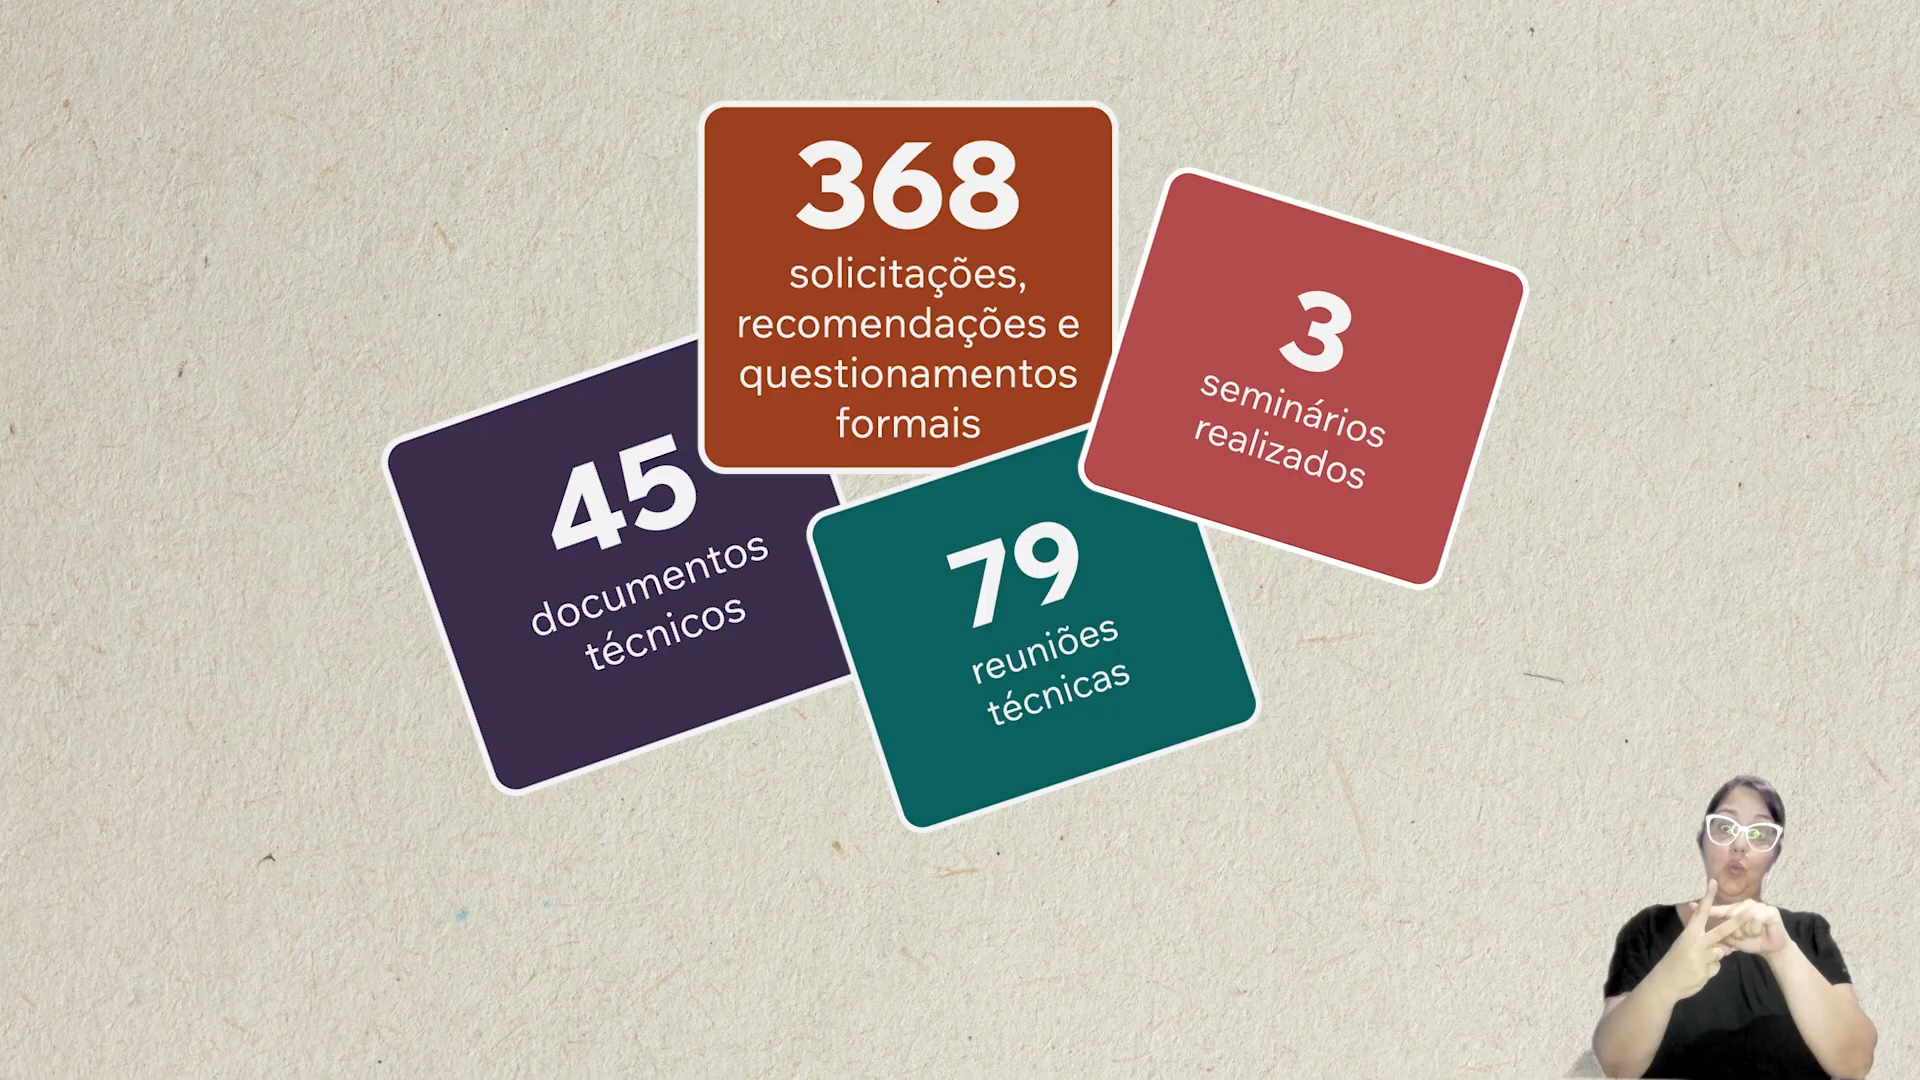 368
solicitações,
recomendações e
questionamentos
formais
3
seminários
realizados
45
documentos
técnicos
79
reuniões
técnicas